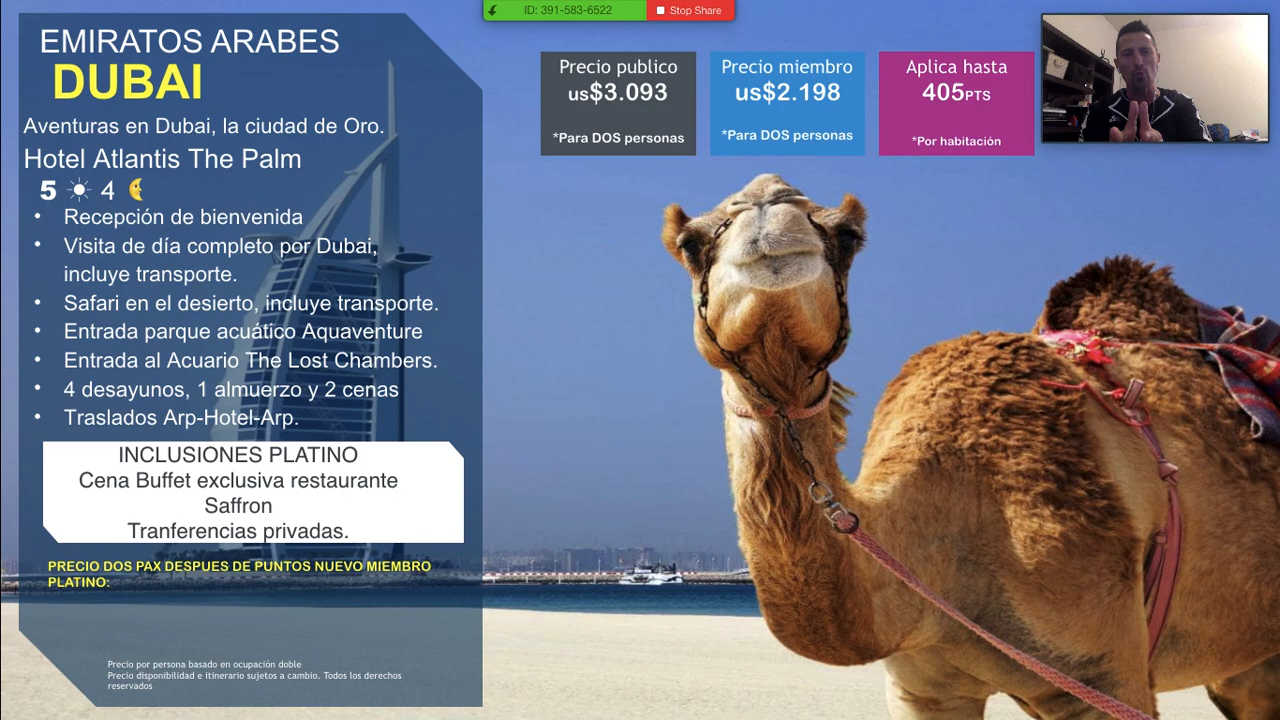 ID: 391-583-6522
Stop Share
EMIRATOS ARABES
DUBAI
Aventuras en Dubai, la ciudad de Oro.
Hotel Atlantis The Palm
5 ☀ 4 🌜
• Recepción de bienvenida
• Visita de día completo por Dubai,
incluye transporte.
• Safari en el desierto, incluye transporte.
• Entrada parque acuático Aquaventure
• Entrada al Acuario The Lost Chambers.
• 4 desayunos, 1 almuerzo y 2 cenas
• Traslados Arp-Hotel-Arp.
INCLUSIONES PLATINO
Cena Buffet exclusiva restaurante
Saffron
Tranferencias privadas.
PRECIO DOS PAX DESPUES DE PUNTOS NUEVO MIEMBRO
PLATINO:
Precio por persona basado en ocupación doble
Precio disponibilidad e itinerario sujetos a cambio. Todos los derechos
reservados
Precio publico
us$3.093
*Para DOS personas
Precio miembro
us$2.198
*Para DOS personas
Aplica hasta
405PTS
*Por habitación